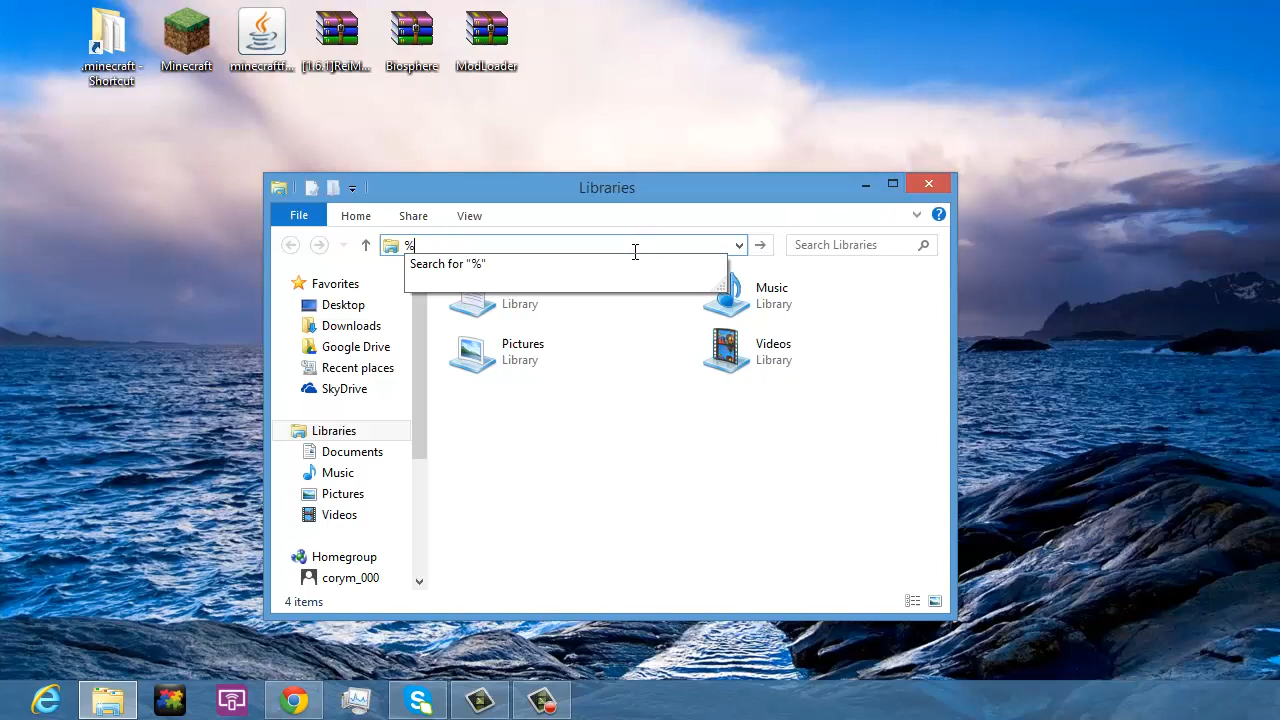 .minecraft -
Shortcut
Minecraft
minecraftf...
[1.6.1]ReiM...
Biosphere
ModLoader
Libraries
File
Home
Share
View
%
Search Libraries
Search for "%"
Favorites
Desktop
Downloads
Google Drive
Recent places
SkyDrive
Libraries
Documents
Music
Pictures
Videos
Homegroup
corym_000
Library
Music
Library
Pictures
Library
Videos
Library
4 items